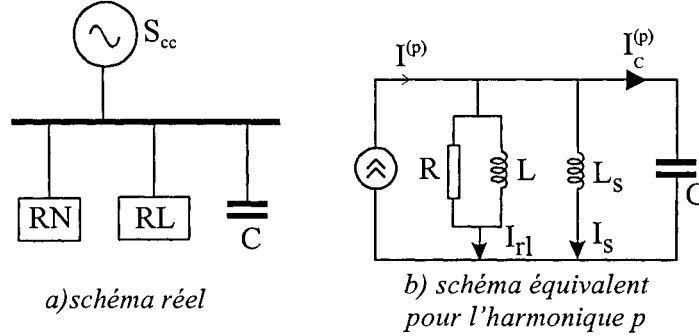 S_cc
RN
RL
C
a)schéma réel
I^(p)
I_c^(p)
R
L
L_s
C
I_rl
I_s
b) schéma équivalent
pour l'harmonique p